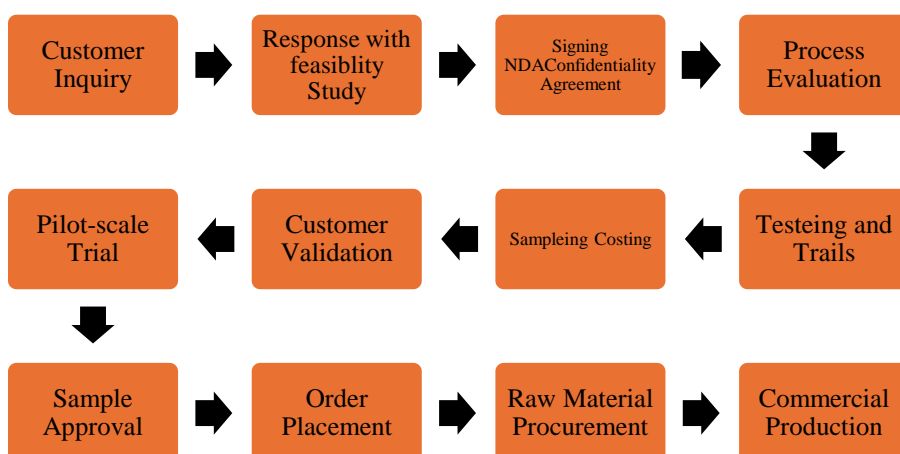 Customer
Inquiry
Response with
feasiblity
Study
Signing
NDAConfidentiality
Agreement
Process
Evaluation
Testeing and
Trails
Sampleing Costing
Customer
Validation
Pilot-scale
Trial
Sample
Approval
Order
Placement
Raw Material
Procurement
Commercial
Production